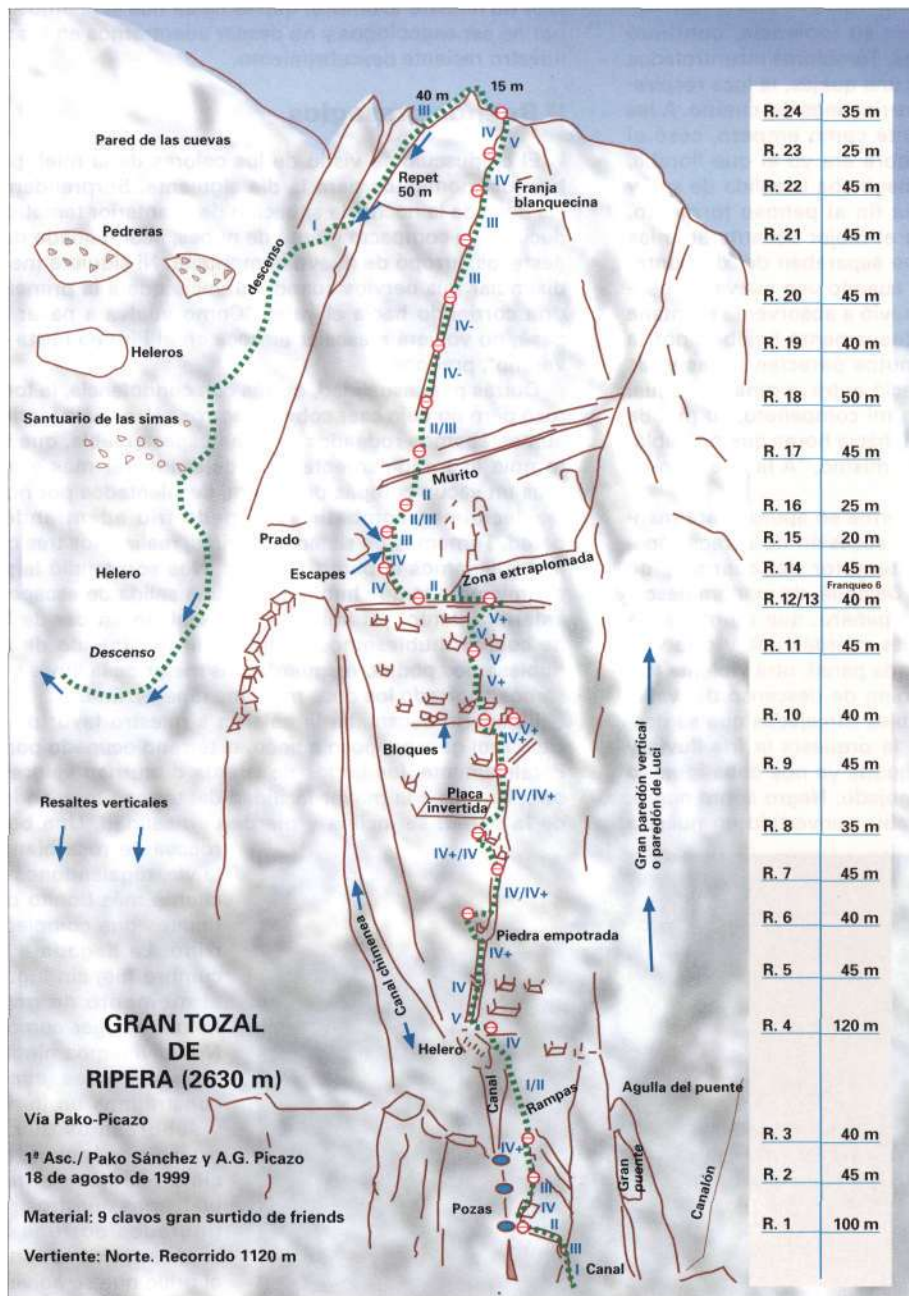 15 m
40 m
III
IV
V
IV
Pared de las cuevas
Repet
50 m
Franja
blanquecina
Pedreras
I
III
descenso
III
Heleros
IV-
IV-
Santuario de las simas
II/III
Murito
II
II/III
Prado
III
Escapes
IV
IV
II
Zona extraplomada
Helero
V+
V
Descenso
V+
V+
IV+
Bloques
Placa
invertida
IV/IV+
Resaltes verticales
IV+/IV
IV/IV+
Gran paredón vertical
o paredón de Luci
Canal chimenea
Piedra empotrada
IV+
IV
V
IV
Helero
Canal
I/II
Rampas
Agulla del puente
IV+
Gran
puente
Canalón
III
IV
Pozas
II
III
I
Canal
GRAN TOZAL
DE
RIPERA (2630 m)
Vía Pako-Picazo
1ª Asc./ Pako Sánchez y A.G. Picazo
18 de agosto de 1999
Material: 9 clavos gran surtido de friends
Vertiente: Norte. Recorrido 1120 m
R. 24 35 m
R. 23 25 m
R. 22 45 m
R. 21 45 m
R. 20 45 m
R. 19 40 m
R. 18 50 m
R. 17 45 m
R. 16 25 m
R. 15 20 m
R. 14 45 m
Franqueo 6
R.12/13 40 m
R. 11 45 m
R. 10 40 m
R. 9 45 m
R. 8 35 m
R. 7 45 m
R. 6 40 m
R. 5 45 m
R. 4 120 m
R. 3 40 m
R. 2 45 m
R. 1 100 m